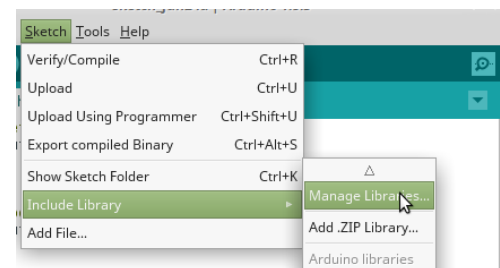 Sketch Tools Help
Verify/Compile Ctrl+R
Upload Ctrl+U
Upload Using Programmer Ctrl+Shift+U
Export compiled Binary Ctrl+Alt+S
Show Sketch Folder Ctrl+K
Include Library
Add File...
Manage Libraries...
Add .ZIP Library...
Arduino libraries